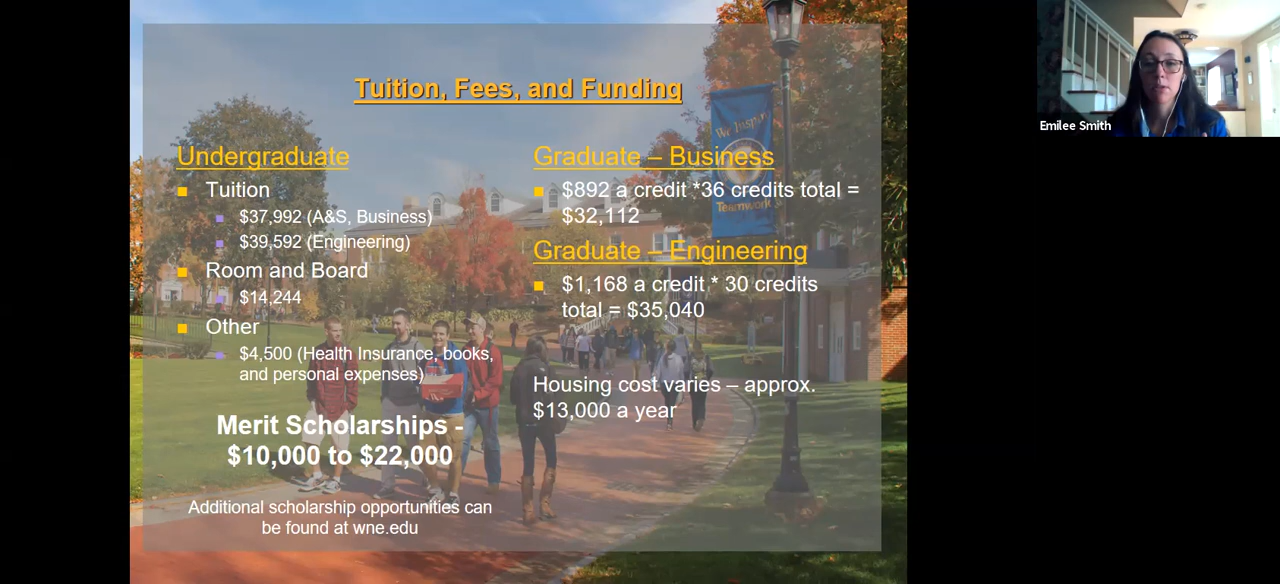 Tuition, Fees, and Funding
Undergraduate
■ Tuition
■ $37,992 (A&S, Business)
■ $39,592 (Engineering)
■ Room and Board
■ $14,244
■ Other
■ $4,500 (Health Insurance, books,
and personal expenses)
Merit Scholarships -
$10,000 to $22,000
Additional scholarship opportunities can
be found at wne.edu
Graduate – Business
■ $892 a credit *36 credits total =
$32,112
Graduate – Engineering
■ $1,168 a credit * 30 credits
total = $35,040
Housing cost varies – approx.
$13,000 a year
We Inspire
Teamwork
Emilee Smith